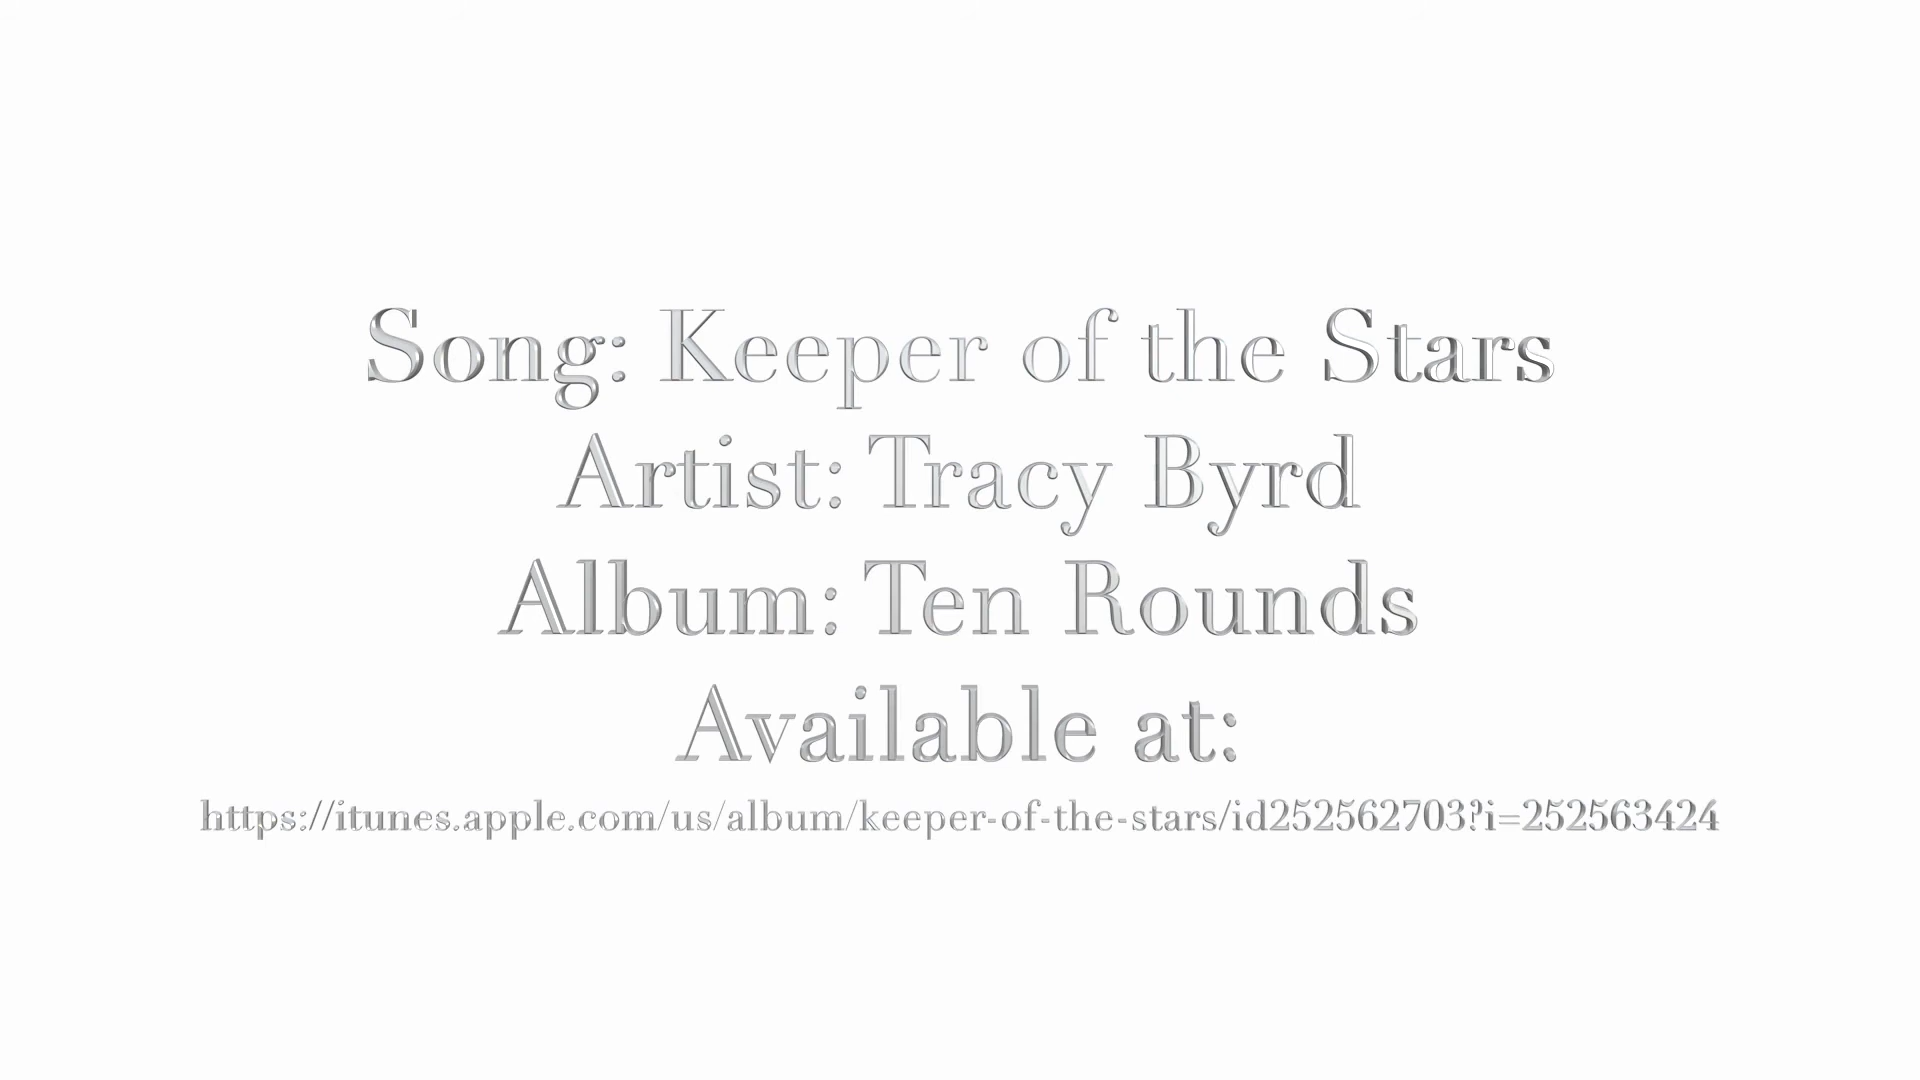 Song: Keeper of the Stars
Artist: Tracy Byrd
Album: Ten Rounds
Available at:
https://itunes.apple.com/us/album/keeper-of-the-stars/id252562703?i=252563424